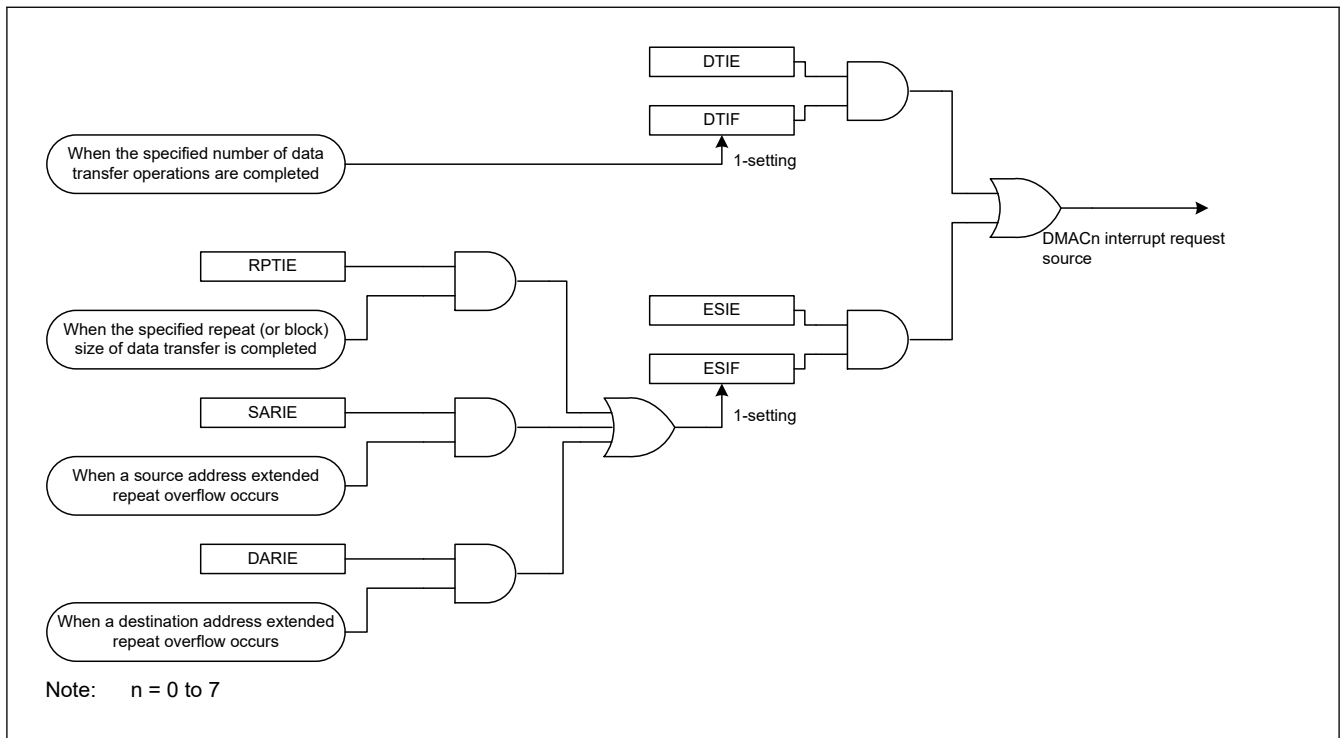 DTIE
DTIF
When the specified number of data
transfer operations are completed
1-setting
DMACn interrupt request
source
RPTIE
When the specified repeat (or block)
size of data transfer is completed
ESIE
ESIF
1-setting
SARIE
When a source address extended
repeat overflow occurs
DARIE
When a destination address extended
repeat overflow occurs
Note: n = 0 to 7